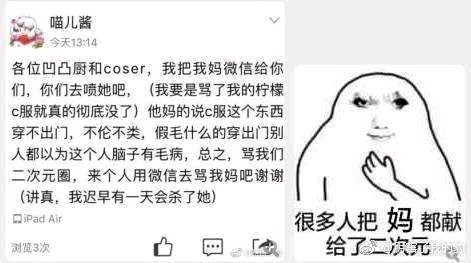 喵儿酱
今天13:14
各位凹凸厨和coser，我把我妈微信给你
们，你们去喷她吧，（我要是骂了我的柠檬
c服就真的彻底没了）他妈的说c服这个东西
穿不出门，不伦不类，假毛什么的穿出门别
人都以为这个人脑子有毛病，总之，骂我们
二次元圈，来个人用微信去骂我妈吧谢谢
（讲真，我迟早有一天会杀了她）
iPad Air
浏览3次
很多人把 妈 都献
给了二次元